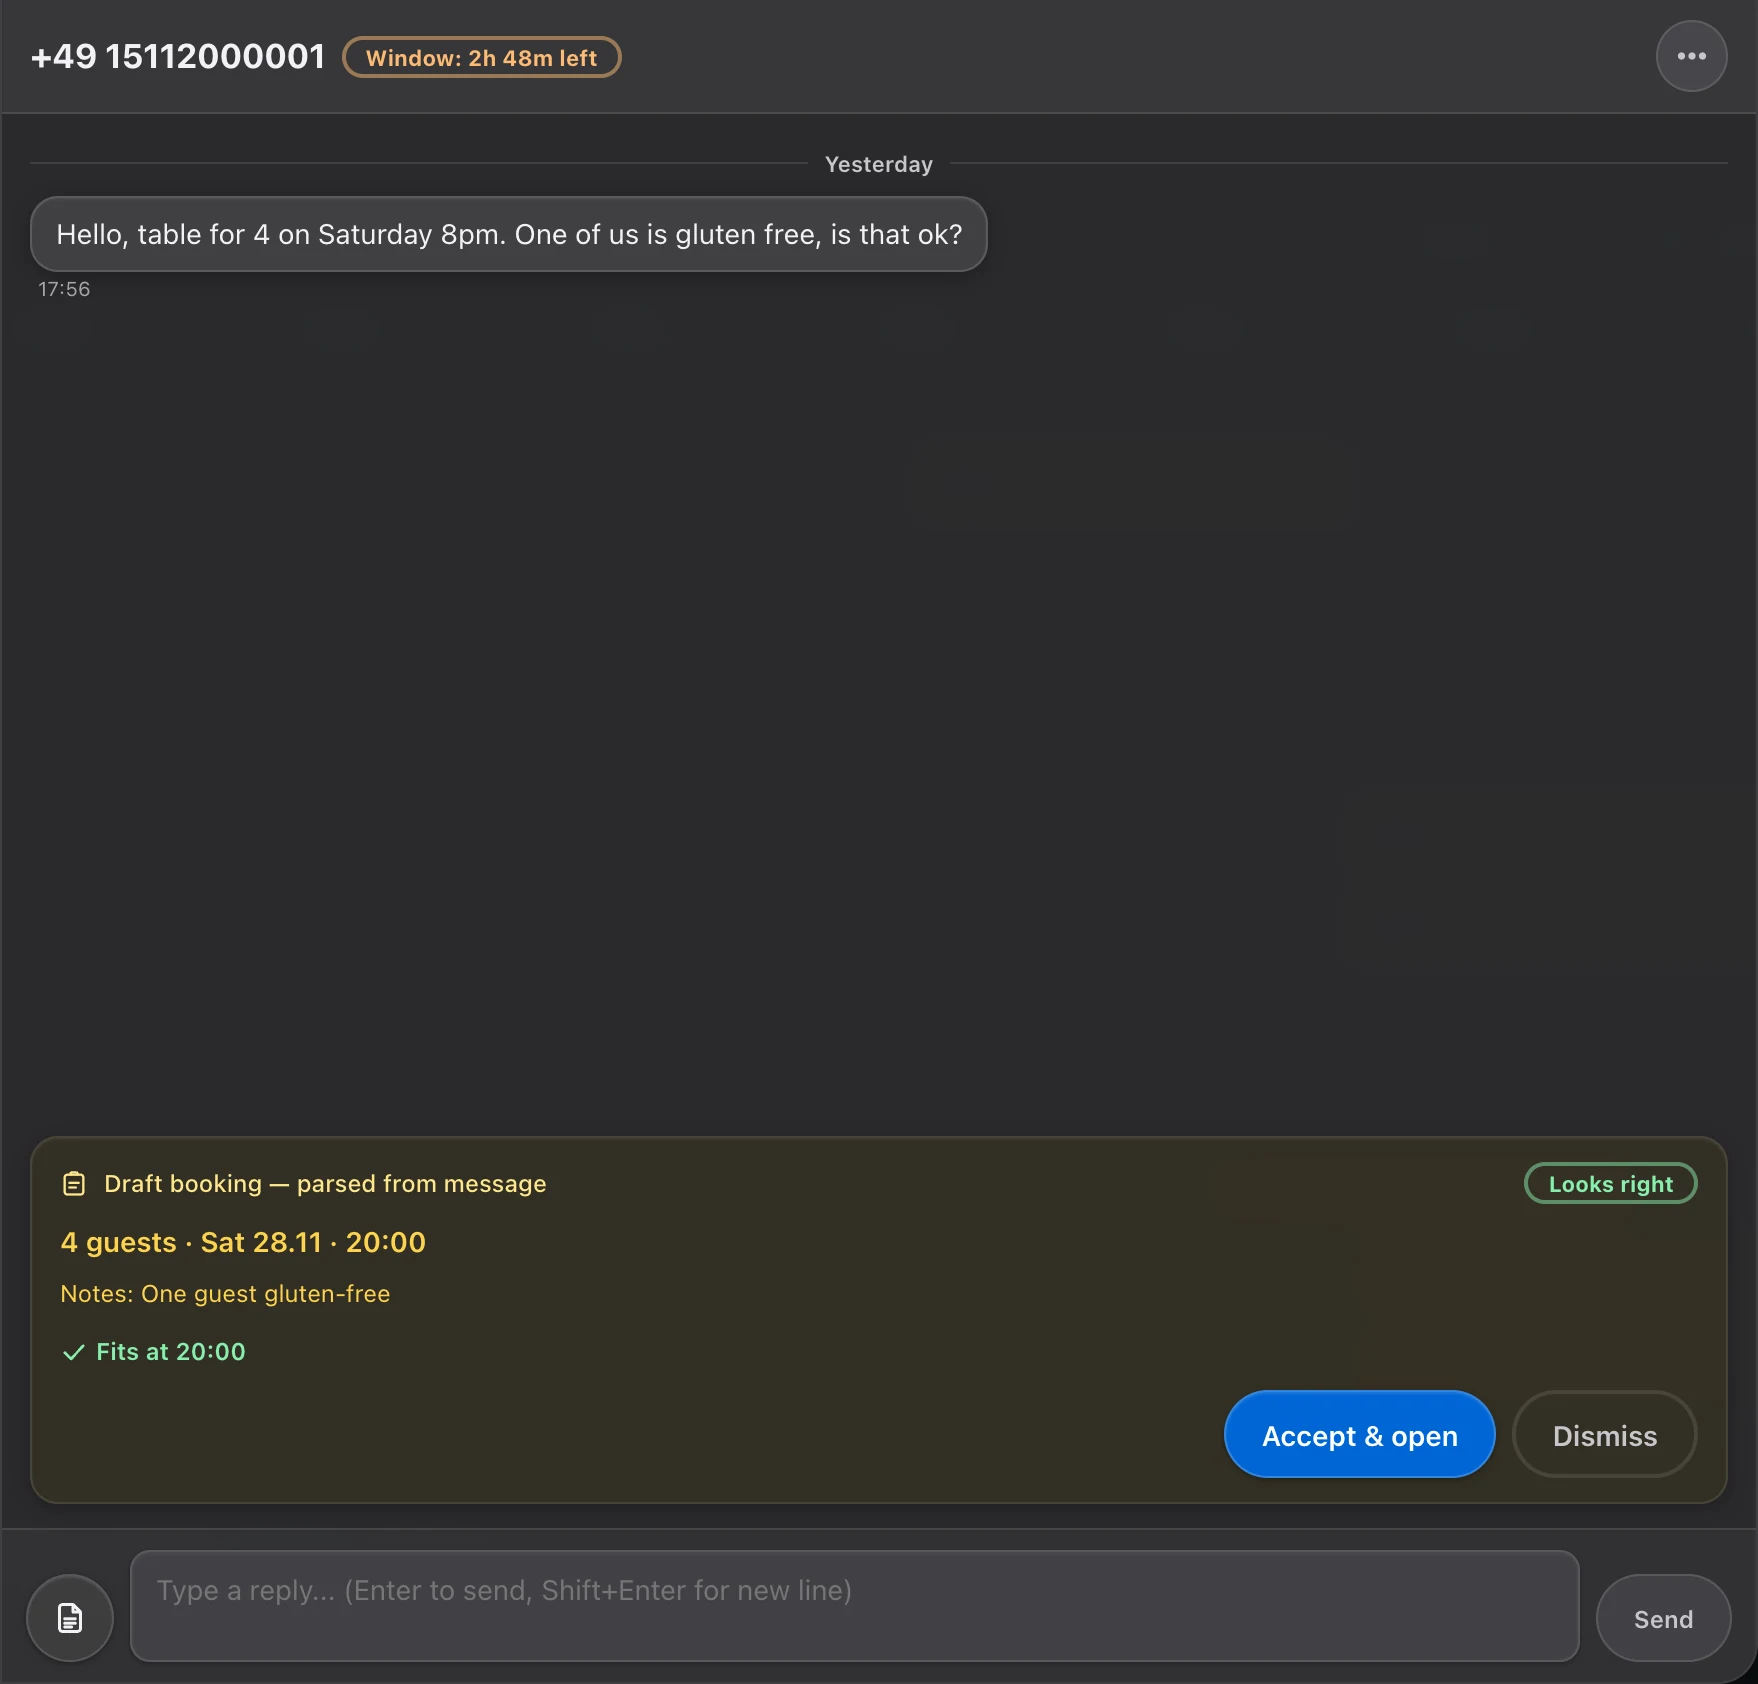 +49 15112000001
Window: 2h 48m left
Yesterday
Hello, table for 4 on Saturday 8pm. One of us is gluten free, is that ok?
17:56
Draft booking — parsed from message
Looks right
4 guests · Sat 28.11 · 20:00
Notes: One guest gluten-free
Fits at 20:00
Accept & open
Dismiss
Type a reply... (Enter to send, Shift+Enter for new line)
Send